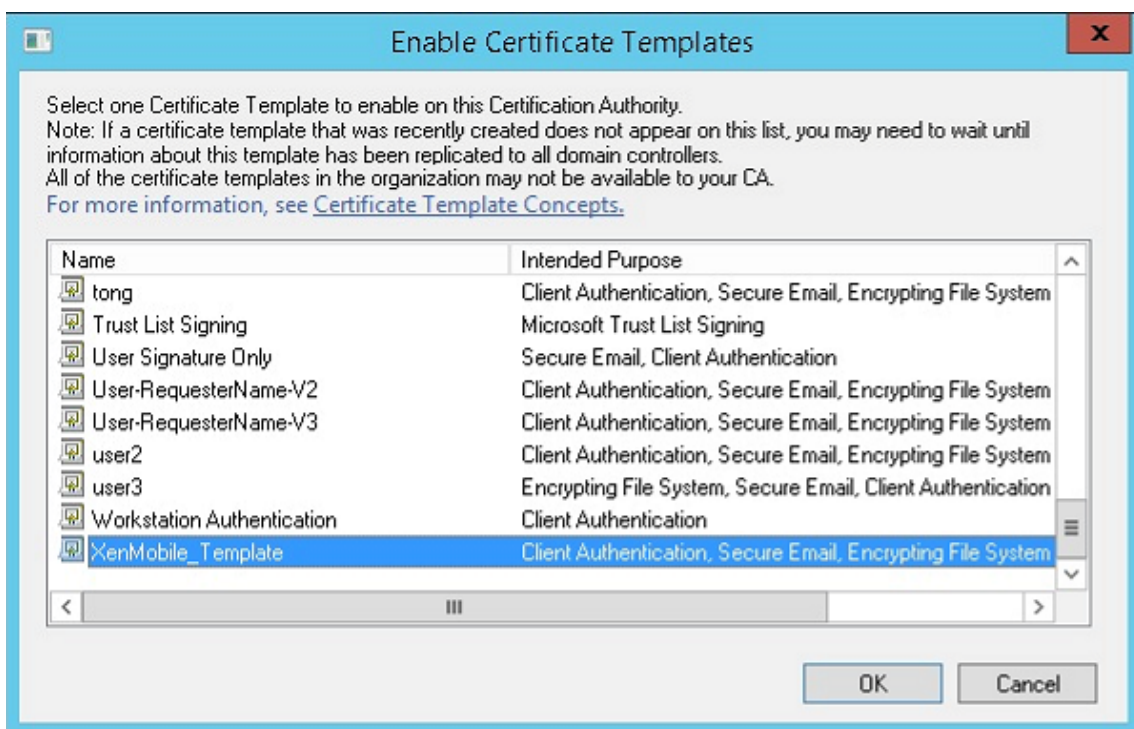 Enable Certificate Templates
x
Select one Certificate Template to enable on this Certification Authority.
Note: If a certificate template that was recently created does not appear on this list, you may need to wait until
information about this template has been replicated to all domain controllers.
All of the certificate templates in the organization may not be available to your CA.
For more information, see Certificate Template Concepts.
Name Intended Purpose
tong Client Authentication, Secure Email, Encrypting File System
Trust List Signing Microsoft Trust List Signing
User Signature Only Secure Email, Client Authentication
User-RequesterName-V2 Client Authentication, Secure Email, Encrypting File System
User-RequesterName-V3 Client Authentication, Secure Email, Encrypting File System
user2 Client Authentication, Secure Email, Encrypting File System
user3 Encrypting File System, Secure Email, Client Authentication
Workstation Authentication Client Authentication
XenMobile_Template Client Authentication, Secure Email, Encrypting File System
OK Cancel